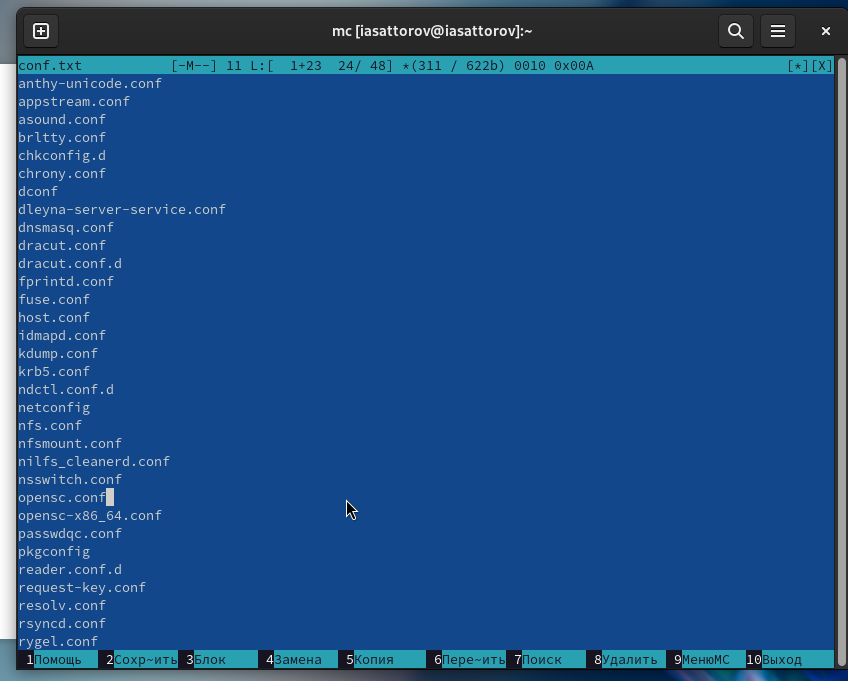 mc [iasattorov@iasattorov]:~
conf.txt [-M--] 11 L:[ 1+23 24/ 48] *(311 / 622b) 0010 0x00A [*][X]
anthy-unicode.conf
appstream.conf
asound.conf
brltty.conf
chkconfig.d
chrony.conf
dconf
dleyna-server-service.conf
dnsmasq.conf
dracut.conf
dracut.conf.d
fprintd.conf
fuse.conf
host.conf
idmapd.conf
kdump.conf
krb5.conf
ndctl.conf.d
netconfig
nfs.conf
nfsmount.conf
nilfs_cleanerd.conf
nsswitch.conf
opensc.conf
opensc-x86_64.conf
passwdqc.conf
pkgconfig
reader.conf.d
request-key.conf
resolv.conf
rsyncd.conf
rygel.conf
1Помощь 2Сохр~ить 3Блок 4Замена 5Копия 6Пере~ить 7Поиск 8Удалить 9МенюMC 10Выход